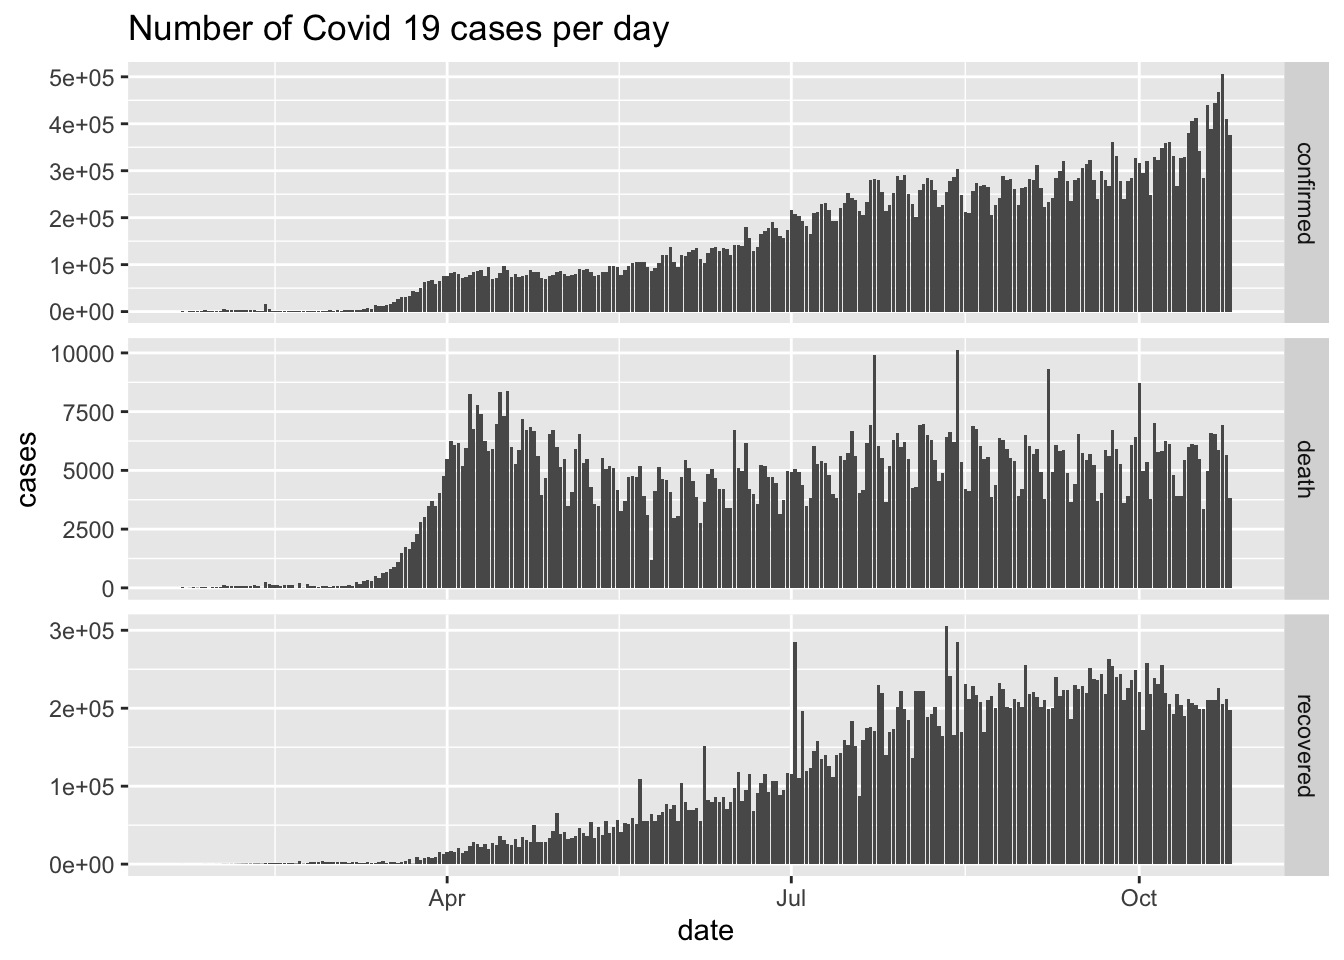 Number of Covid 19 cases per day
5e+05
4e+05
3e+05
2e+05
1e+05
0e+00
confirmed
10000
7500
5000
2500
0
death
3e+05
2e+05
1e+05
0e+00
recovered
cases
Apr
Jul
Oct
date